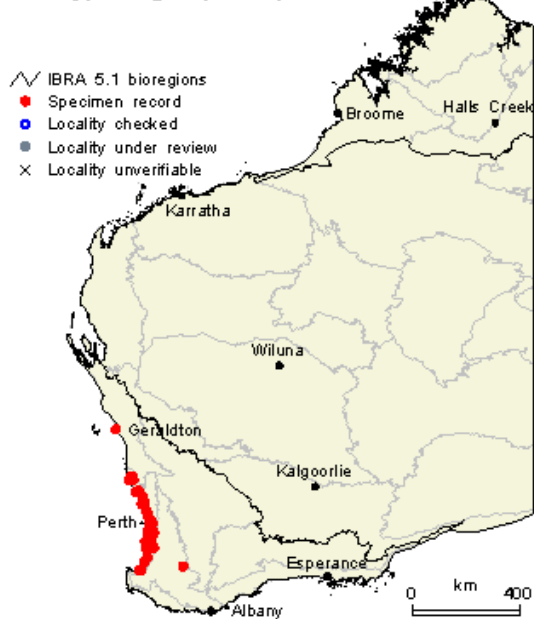 IBRA 5.1 bioregions
Specimen record
Locality checked
Locality under review
Locality unverifiable
Broome
Halls Creek
Karratha
Wiluna
Geraldton
Kalgoorlie
Perth
Esperance
Albany
km
0 400